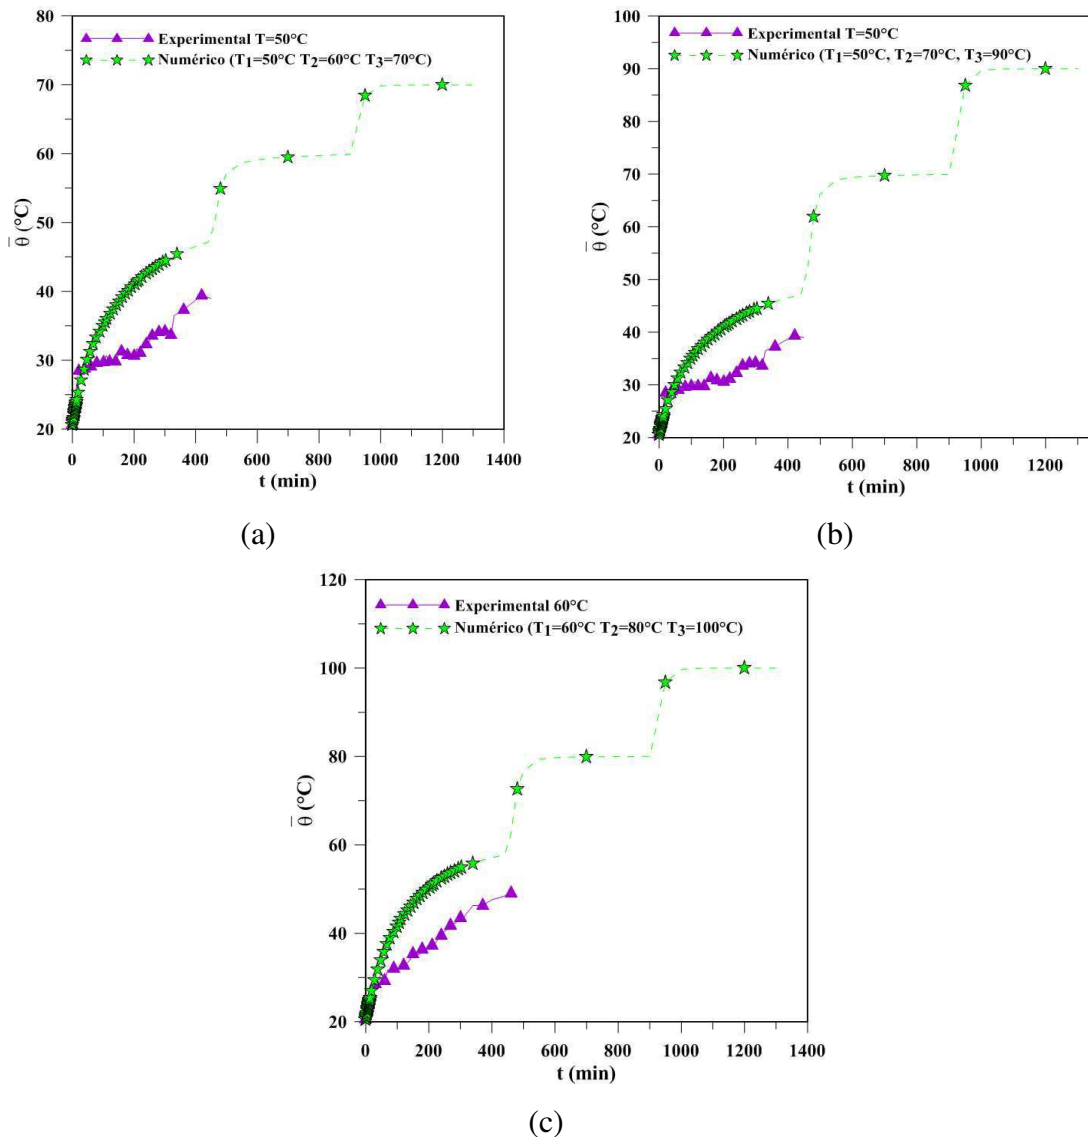 80
70
60
50
40
30
20
θ̅ (°C)
Experimental T=50°C
Numérico (T1=50°C T2=60°C T3=70°C)
0 200 400 600 800 1000 1200 1400
t (min)
(a)
100
90
80
70
60
50
40
30
20
θ̅ (°C)
Experimental T=50°C
Numérico (T1=50°C, T2=70°C, T3=90°C)
0 200 400 600 800 1000 1200
t (min)
(b)
120
100
80
60
40
20
θ̅ (°C)
Experimental 60°C
Numérico (T1=60°C T2=80°C T3=100°C)
0 200 400 600 800 1000 1200 1400
t (min)
(c)